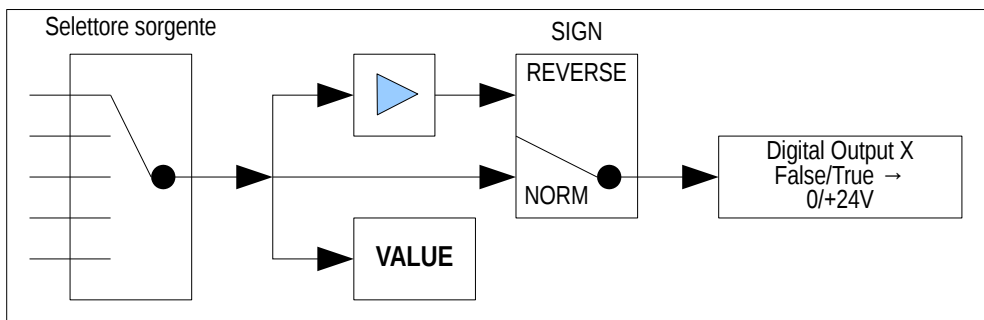 Selettore sorgente
SIGN
REVERSE
NORM
VALUE
Digital Output X
False/True →
0/+24V